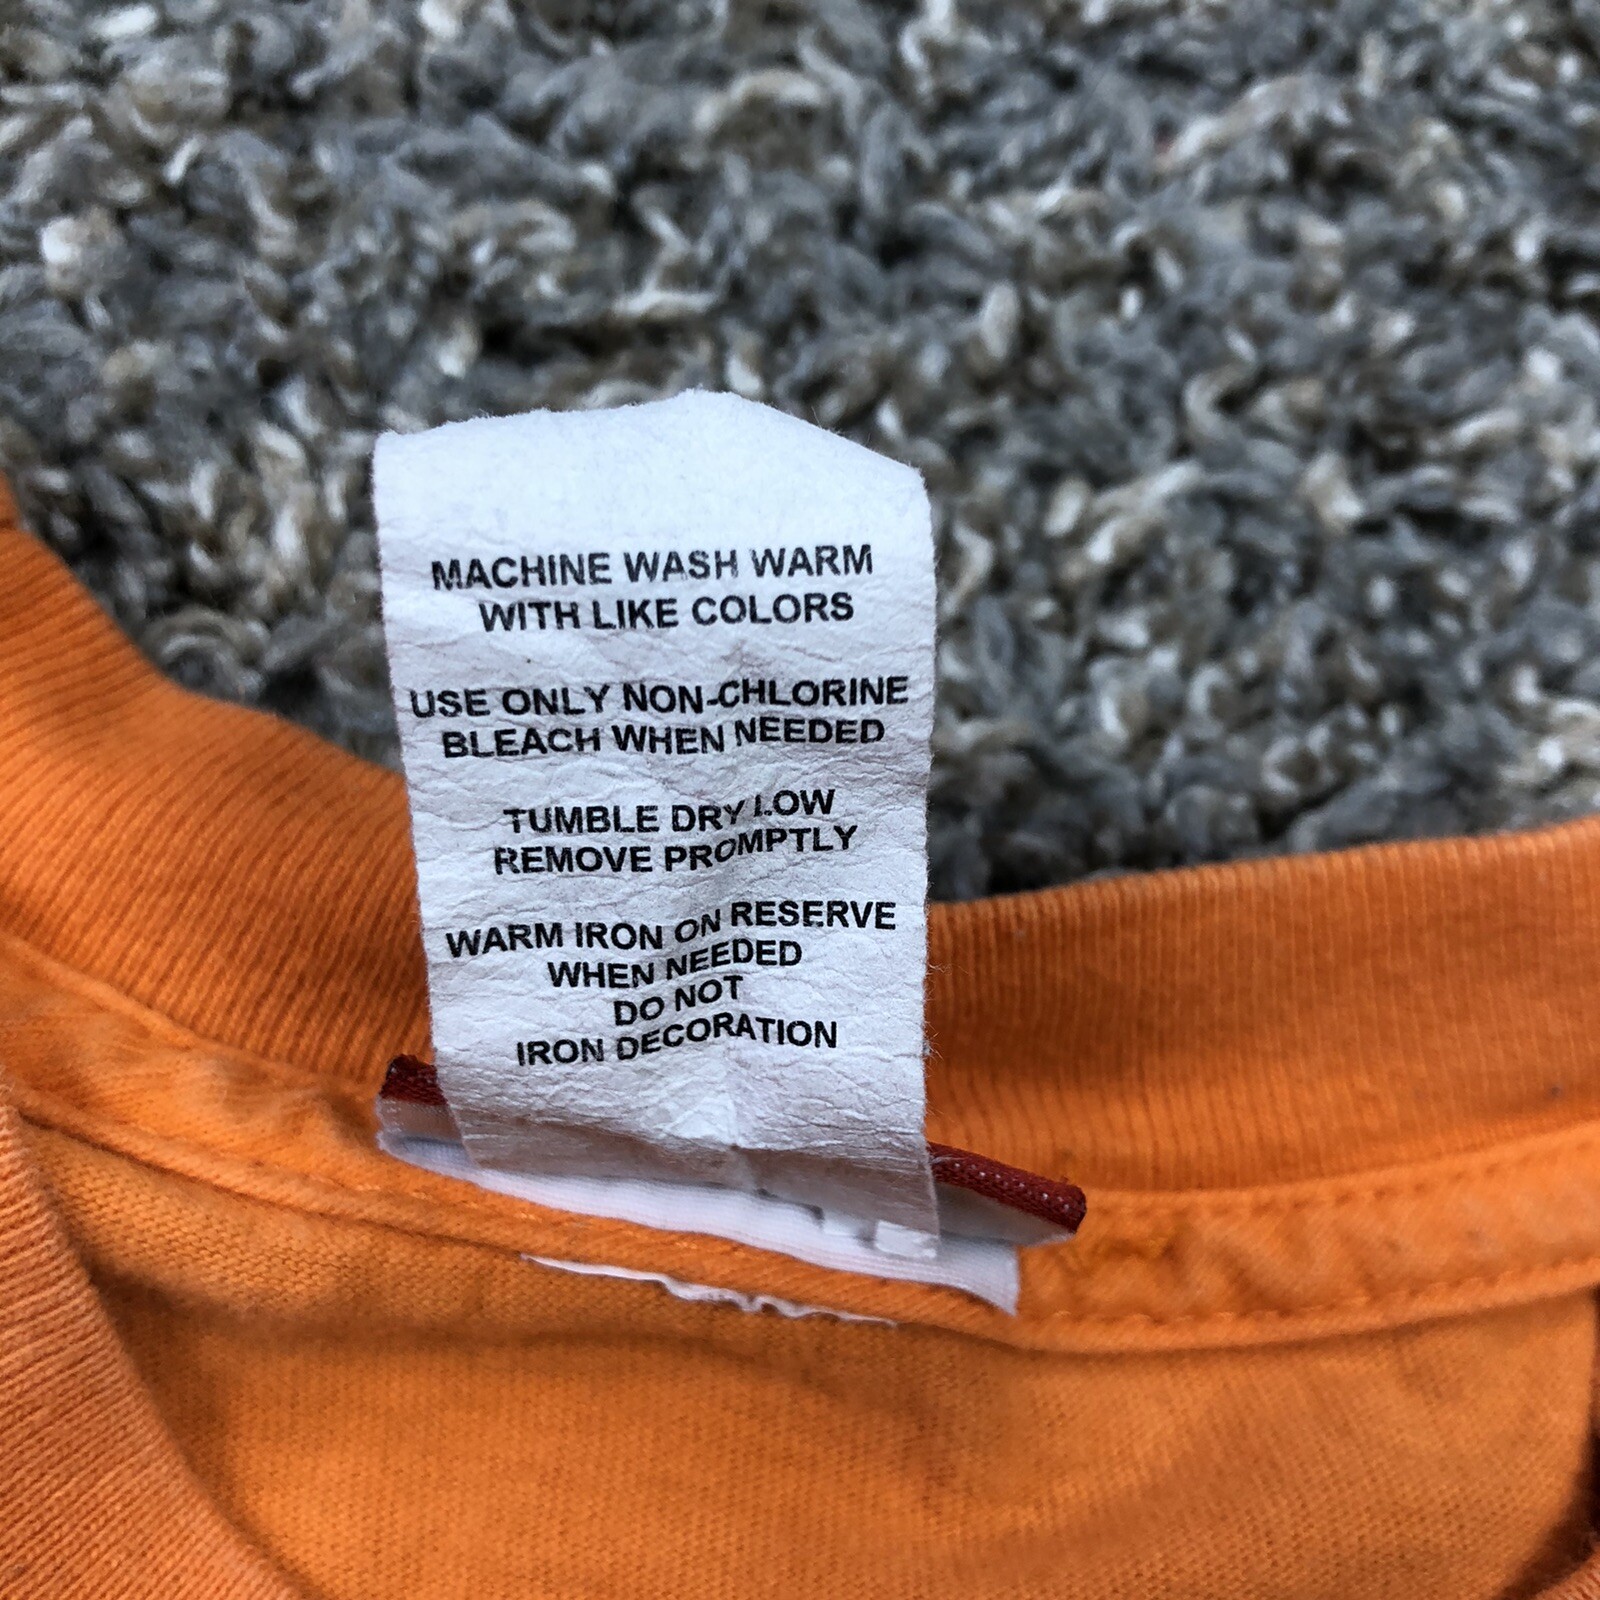 MACHINE WASH WARM
WITH LIKE COLORS
USE ONLY NON-CHLORINE
BLEACH WHEN NEEDED
TUMBLE DRY LOW
REMOVE PROMPTLY
WARM IRON ON RESERVE
WHEN NEEDED
DO NOT
IRON DECORATION